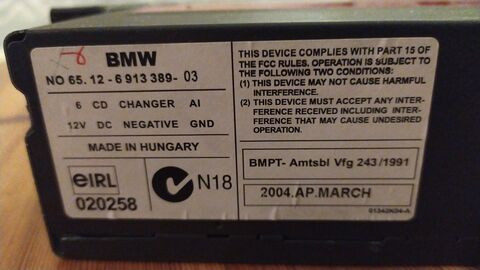 BMW
NO 65.12-6 913 389- 03
6 CD CHANGER AI
12V DC NEGATIVE GND
MADE IN HUNGARY
eIRL
020258
N18
THIS DEVICE COMPLIES WITH PART 15 OF
THE FCC RULES. OPERATION IS SUBJECT TO
THE FOLLOWING TWO CONDITIONS:
(1) THIS DEVICE MAY NOT CAUSE HARMFUL
INTERFERENCE.
(2) THIS DEVICE MUST ACCEPT ANY INTER-
FERENCE RECEIVED INCLUDING INTER-
FERENCE THAT MAY CAUSE UNDESIRED
OPERATION.
BMPT- Amtsbl Vfg 243/1991
2004.AP.MARCH